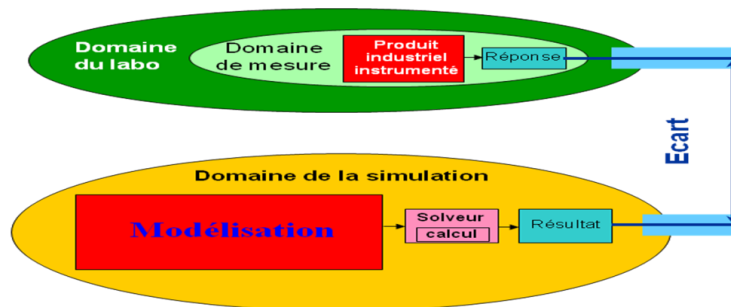 Domaine
du labo
Domaine
de mesure
Produit
industriel
instrumenté
Réponse
Ecart
Domaine de la simulation
Modélisation
Solveur
calcul
Résultat